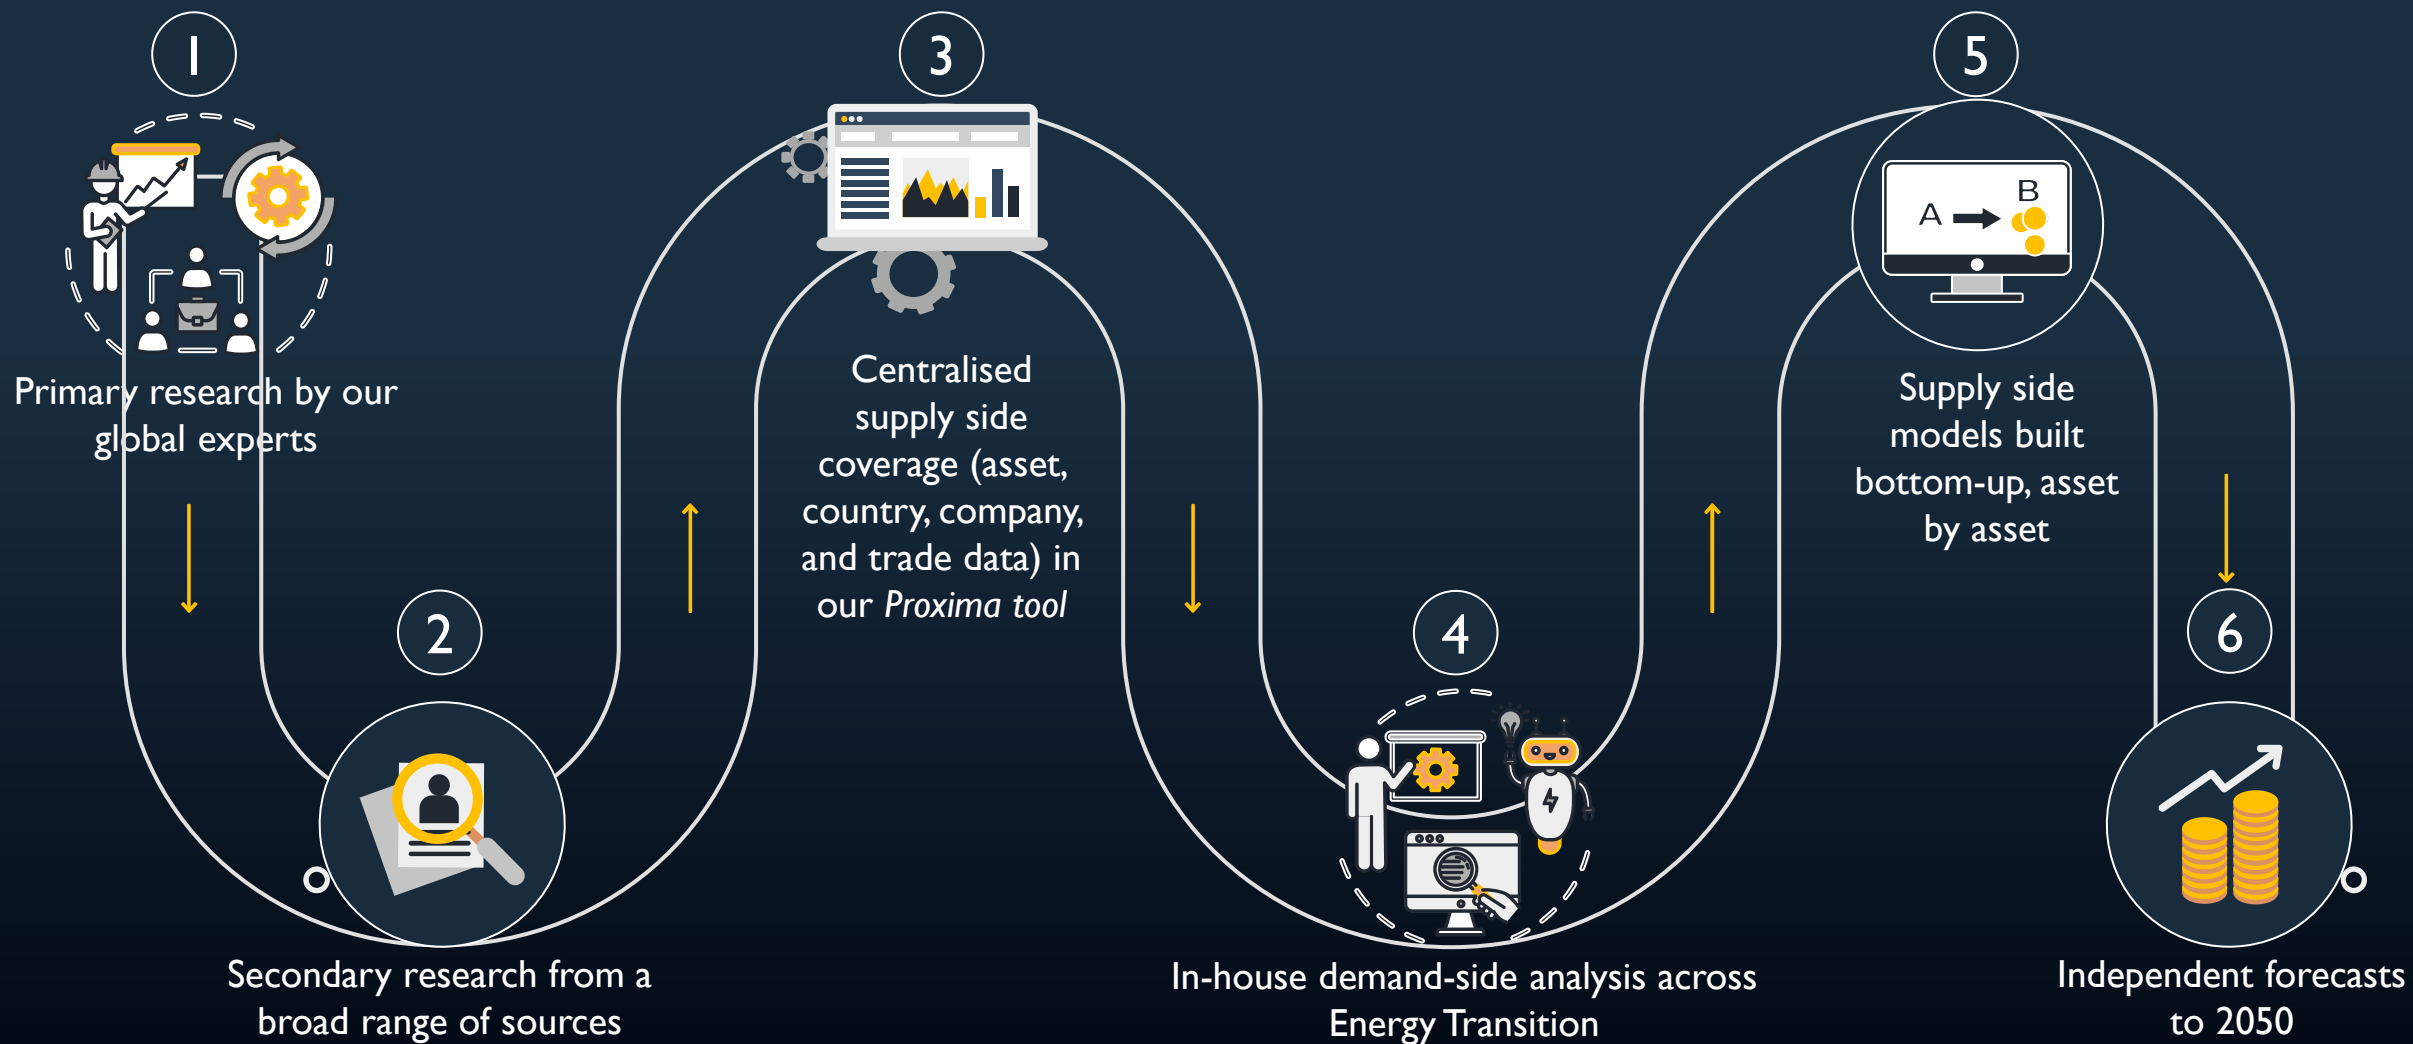 1
Primary research by our
global experts
2
Secondary research from a
broad range of sources
3
Centralised
supply side
coverage (asset,
country, company,
and trade data) in
our Proxima tool
4
In-house demand-side analysis across
Energy Transition
5
A
B
Supply side
models built
bottom-up, asset
by asset
6
Independent forecasts
to 2050